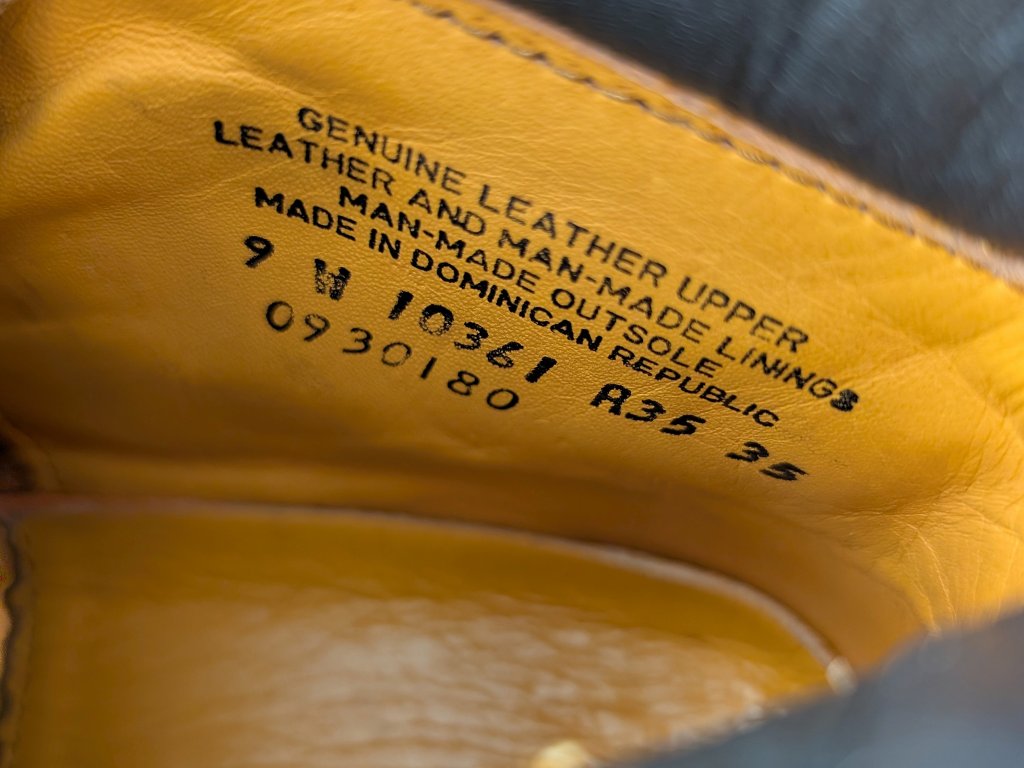 GENUINE LEATHER UPPER
LEATHER AND MAN-MADE LININGS
MAN-MADE OUTSOLE
MADE IN DOMINICAN REPUBLIC
9 W 10361 A35 35
0930180